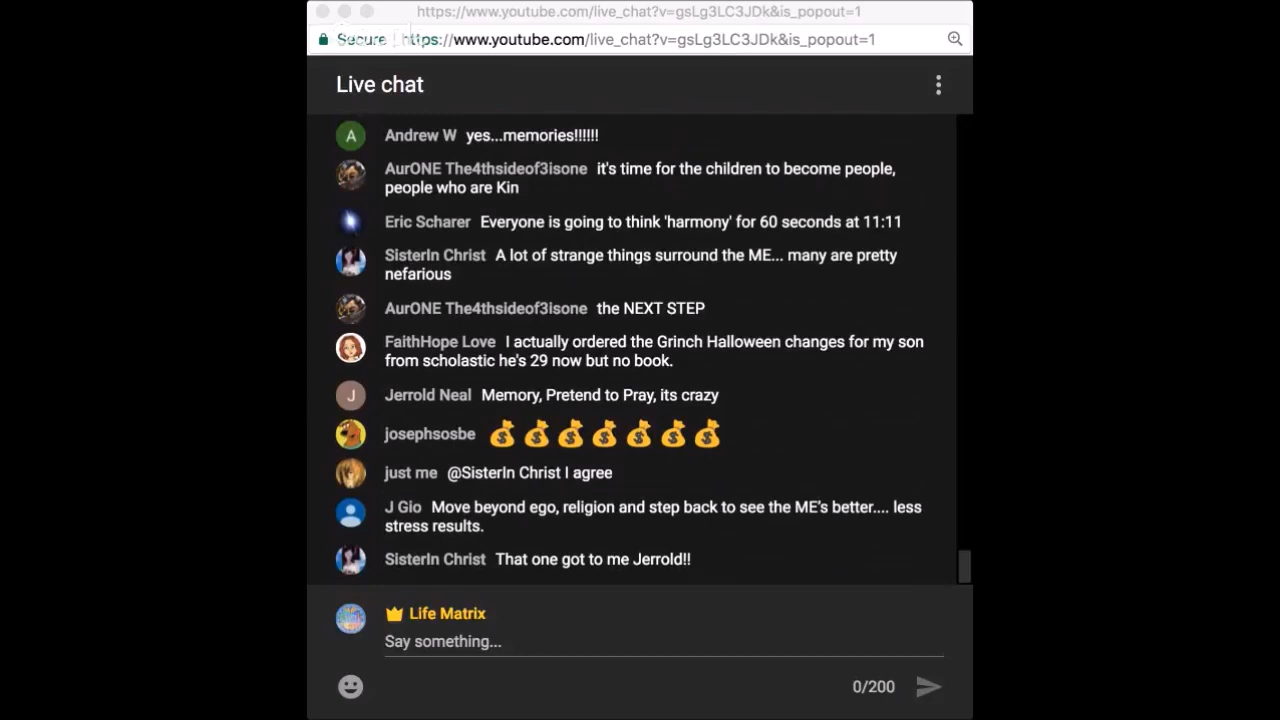 https://www.youtube.com/live_chat?v=gsLg3LC3JDk&is_popout=1
Secure https://www.youtube.com/live_chat?v=gsLg3LC3JDk&is_popout=1
Live chat
A Andrew W yes...memories!!!!!!
AurONE The4thsideof3isone it's time for the children to become people,
people who are Kin
Eric Scharer Everyone is going to think 'harmony' for 60 seconds at 11:11
SisterIn Christ A lot of strange things surround the ME... many are pretty
nefarious
AurONE The4thsideof3isone the NEXT STEP
FaithHope Love I actually ordered the Grinch Halloween changes for my son
from scholastic he's 29 now but no book.
J Jerrold Neal Memory, Pretend to Pray, its crazy
josephsosbe 💰💰💰💰💰💰💰
just me @SisterIn Christ I agree
J Glo Move beyond ego, religion and step back to see the ME's better.... less
stress results.
SisterIn Christ That one got to me Jerrold!!
Life Matrix
Say something...
0/200